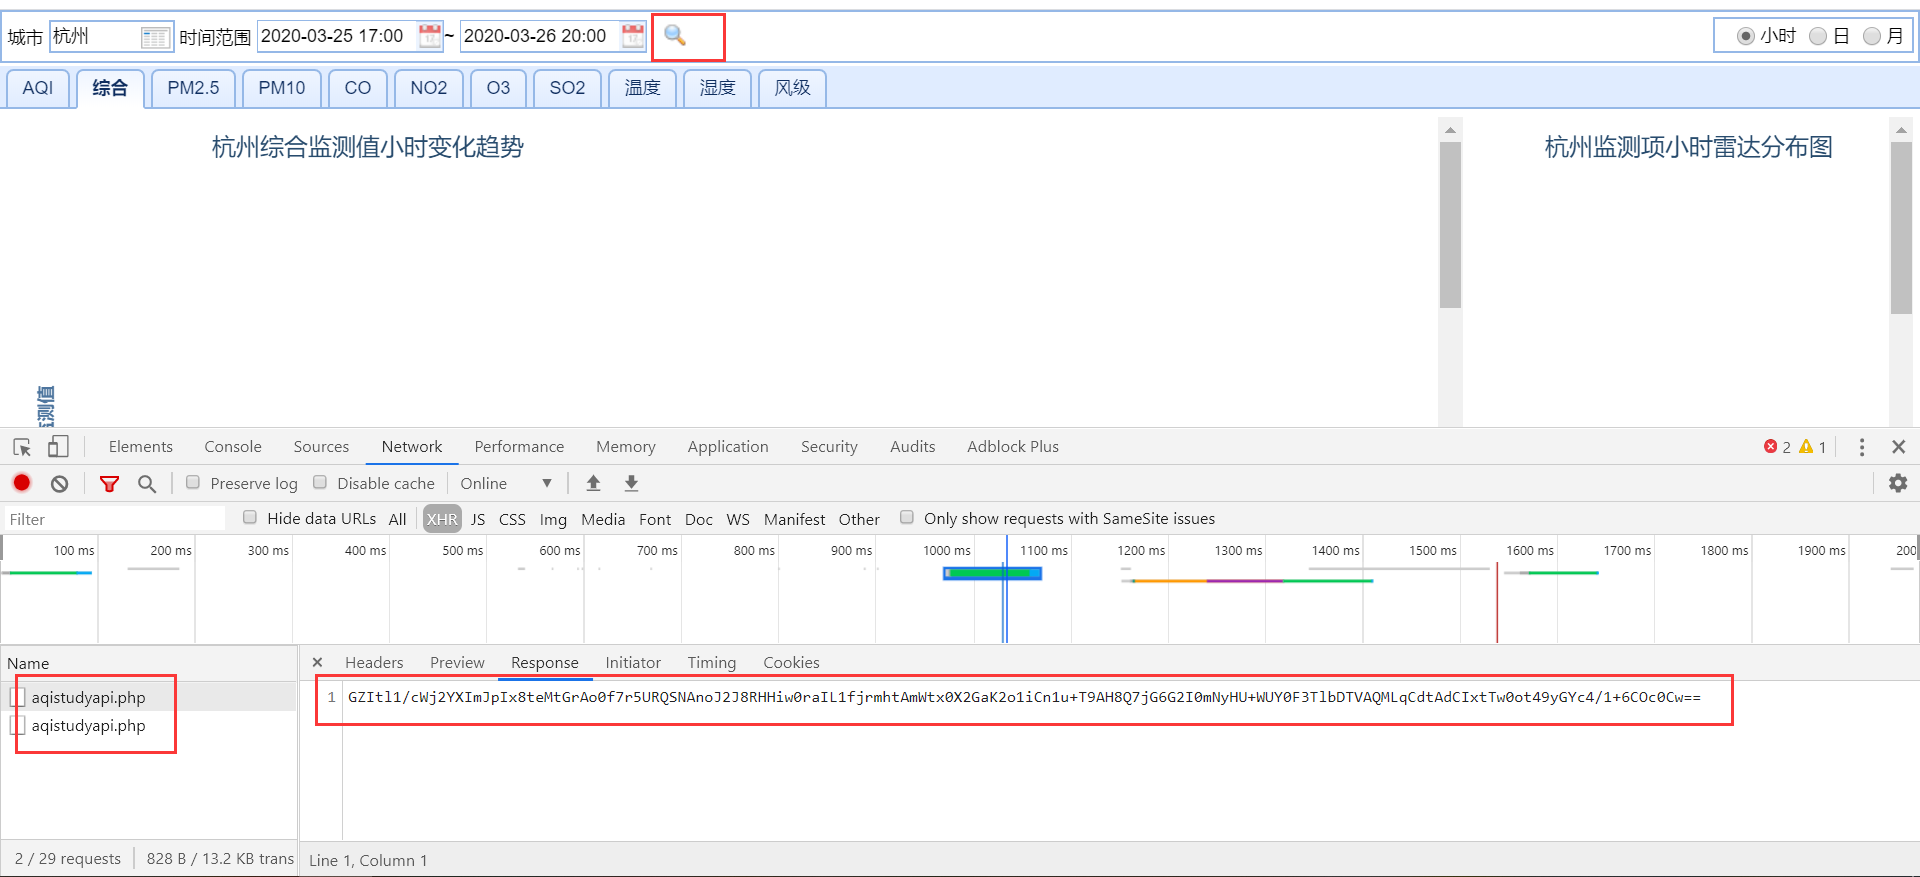 城市 杭州 时间范围 2020-03-25 17:00 ~ 2020-03-26 20:00 小时 日 月
AQI 综合 PM2.5 PM10 CO NO2 O3 SO2 温度 湿度 风级
杭州综合监测值小时变化趋势 杭州监测项小时雷达分布图
监测值
Elements Console Sources Network Performance Memory Application Security Audits Adblock Plus 2 1
Preserve log Disable cache Online
Filter Hide data URLs All XHR JS CSS Img Media Font Doc WS Manifest Other Only show requests with SameSite issues
100 ms 200 ms 300 ms 400 ms 500 ms 600 ms 700 ms 800 ms 900 ms 1000 ms 1100 ms 1200 ms 1300 ms 1400 ms 1500 ms 1600 ms 1700 ms 1800 ms 1900 ms 200
Name Headers Preview Response Initiator Timing Cookies
aqistudyapi.php 1 GZItl1/cWj2YXImJpIx8teMtGrAo0f7r5URQSNAnoJ2J8RHHiw0raIL1fjrmhtAmWtx0X2GaK2o1iCn1u+T9AH8Q7jG6G2I0mNyHU+WUY0F3TlbDTVAQMLqCdtAdCIxtTw0ot49yGYc4/1+6COc0Cw==
aqistudyapi.php
2 / 29 requests 828 B / 13.2 KB trans Line 1, Column 1